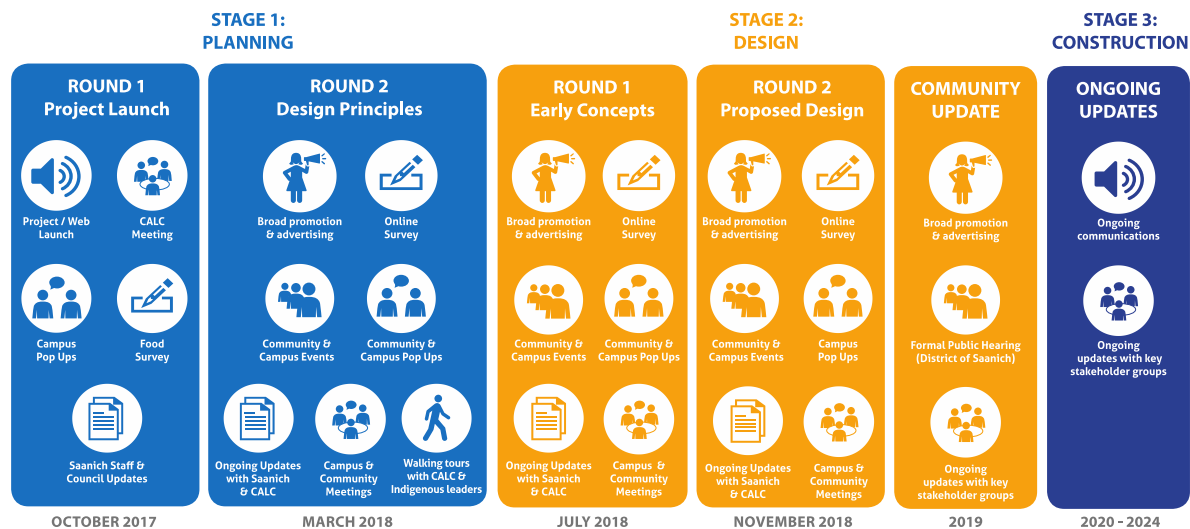 STAGE 1:
PLANNING
STAGE 2:
DESIGN
STAGE 3:
CONSTRUCTION
ROUND 1
Project Launch
Project / Web
Launch
CALC
Meeting
Campus
Pop Ups
Food
Survey
Saanich Staff &
Council Updates
OCTOBER 2017
ROUND 2
Design Principles
Broad promotion
& advertising
Online
Survey
Community &
Campus Events
Community &
Campus Pop Ups
Ongoing Updates
with Saanich
& CALC
Campus &
Community
Meetings
Walking tours
with CALC &
Indigenous leaders
MARCH 2018
ROUND 1
Early Concepts
Broad promotion
& advertising
Online
Survey
Community &
Campus Events
Community &
Campus Pop Ups
Ongoing Updates
with Saanich
& CALC
Campus &
Community
Meetings
JULY 2018
ROUND 2
Proposed Design
Broad promotion
& advertising
Online
Survey
Community &
Campus Events
Campus
Pop Ups
Ongoing Updates
with Saanich
& CALC
Campus &
Community
Meetings
NOVEMBER 2018
COMMUNITY
UPDATE
Broad promotion
& advertising
Formal Public Hearing
(District of Saanich)
Ongoing
updates with key
stakeholder groups
2019
ONGOING
UPDATES
Ongoing
communications
Ongoing
updates with key
stakeholder groups
2020 - 2024